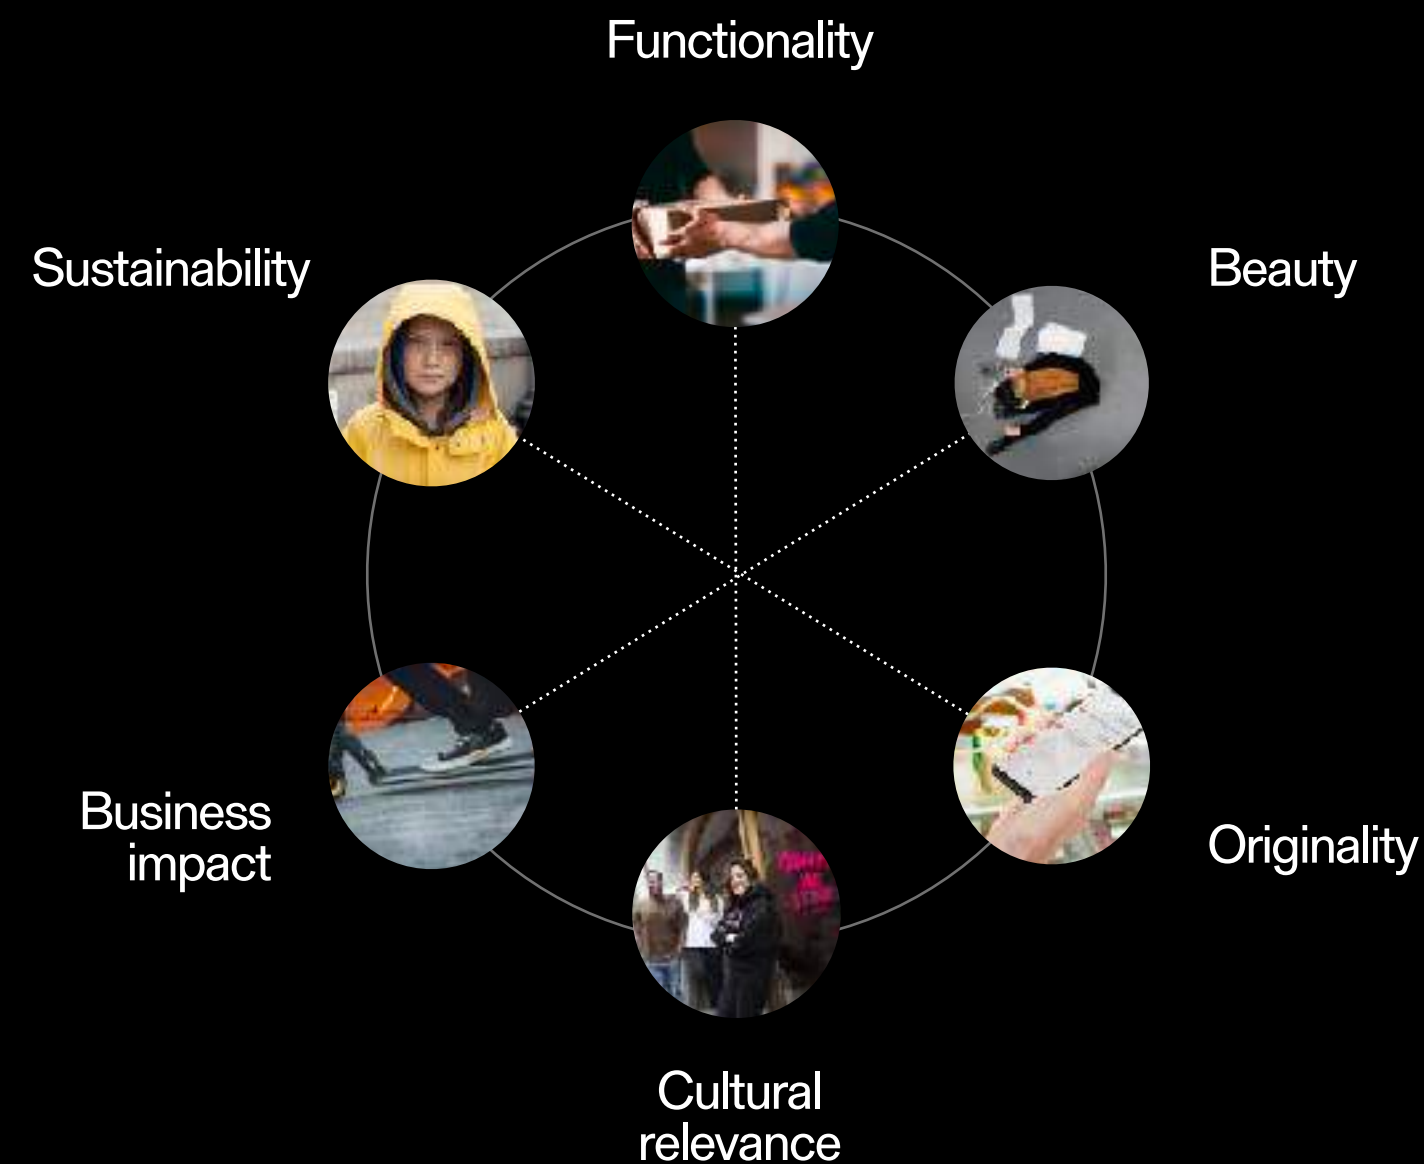 Functionality
Sustainability
Beauty
Business
impact
Originality
Cultural
relevance